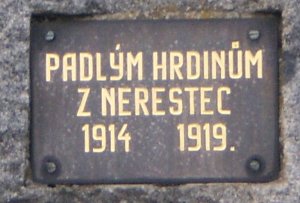 PADLÝM HRDINŮM
Z NERESTEC
1914 1919.